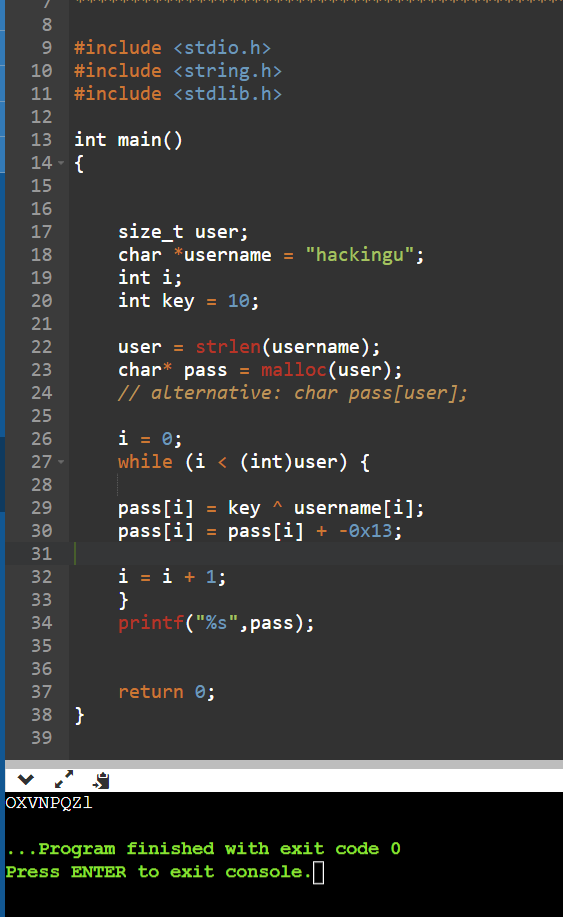 7 ****************************************************
8
9 #include <stdio.h>
10 #include <string.h>
11 #include <stdlib.h>
12
13 int main()
14 {
15
16
17 size_t user;
18 char *username = "hackingu";
19 int i;
20 int key = 10;
21
22 user = strlen(username);
23 char* pass = malloc(user);
24 // alternative: char pass[user];
25
26 i = 0;
27 while (i < (int)user) {
28
29 pass[i] = key ^ username[i];
30 pass[i] = pass[i] + -0x13;
31
32 i = i + 1;
33 }
34 printf("%s",pass);
35
36
37 return 0;
38 }
39
OXVNPQZl
...Program finished with exit code 0
Press ENTER to exit console.